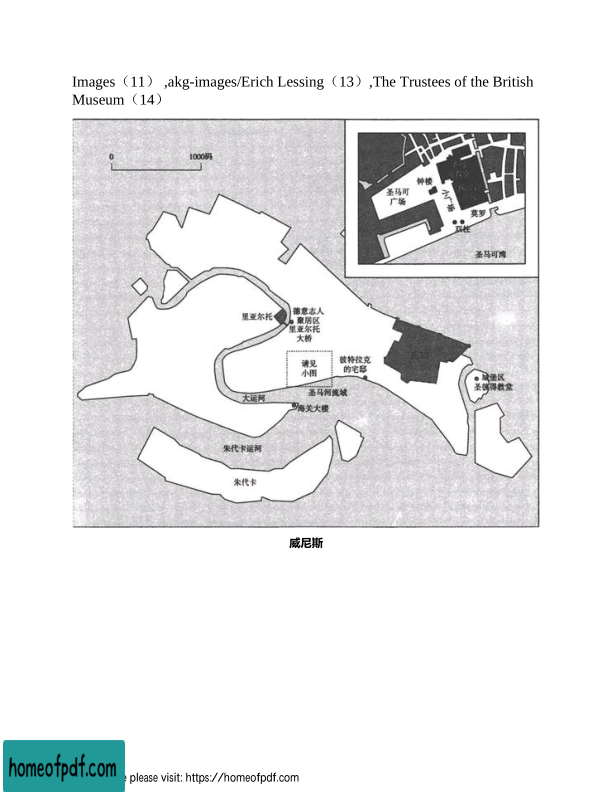 Images（11） ,akg-images/Erich Lessing（13）,The Trustees of the British
Museum（14）
0
1000码
钟楼
圣马可
广场
小广场
莫罗
双柱
圣马可湾
里亚尔托
德意志人
聚居区
里亚尔托
大桥
请见
小图
彼特拉克
的宅邸
城堡区
圣彼得教堂
大运河
圣马河流域
海关大楼
朱代卡运河
朱代卡
威尼斯
homeofpdf.com
please visit: https://homeofpdf.com